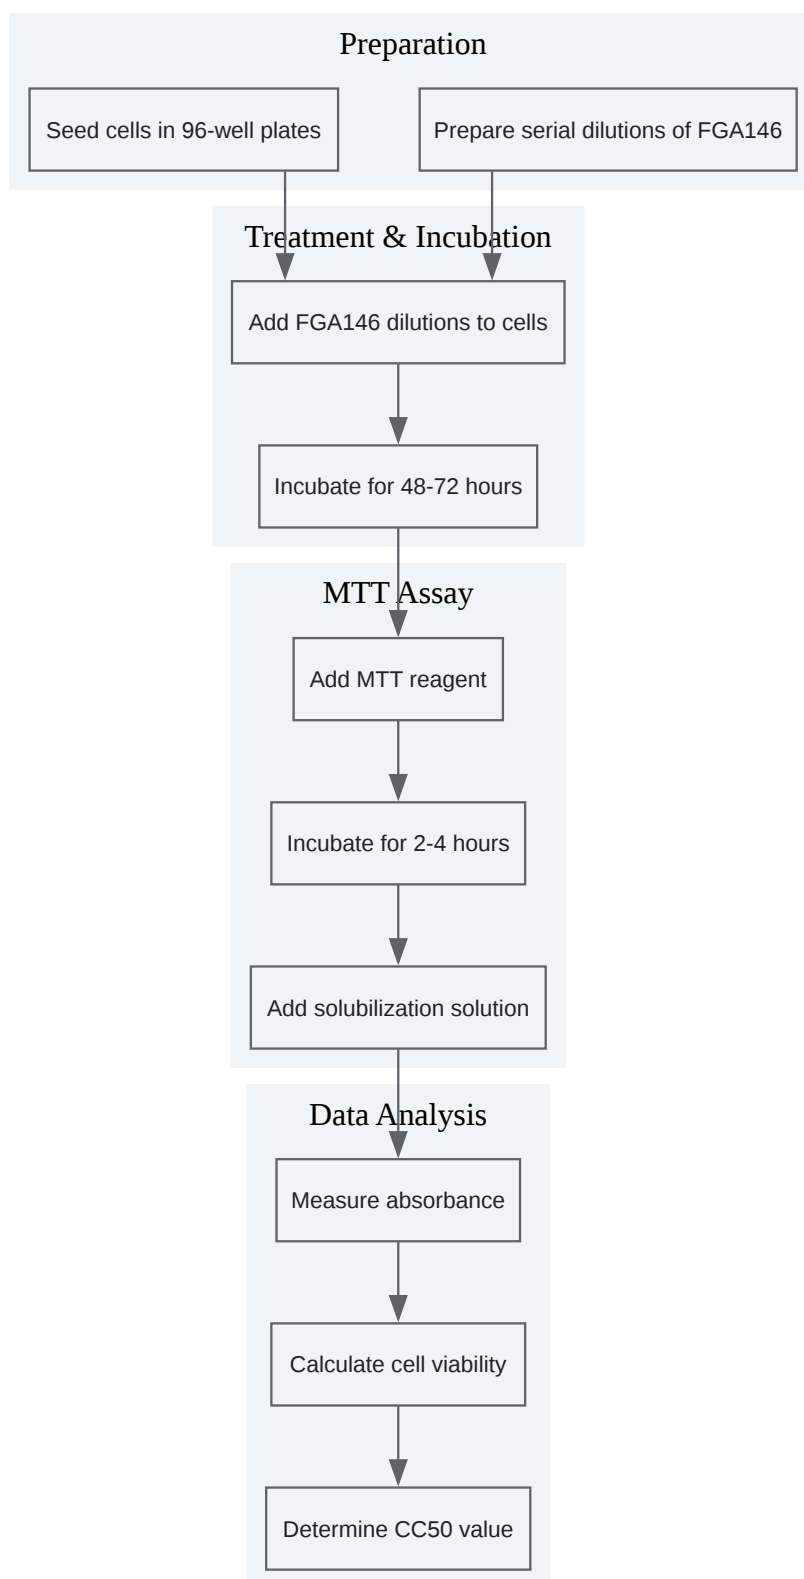 Preparation
Seed cells in 96-well plates
Prepare serial dilutions of FGA146
Treatment & Incubation
Add FGA146 dilutions to cells
Incubate for 48-72 hours
MTT Assay
Add MTT reagent
Incubate for 2-4 hours
Add solubilization solution
Data Analysis
Measure absorbance
Calculate cell viability
Determine CC50 value